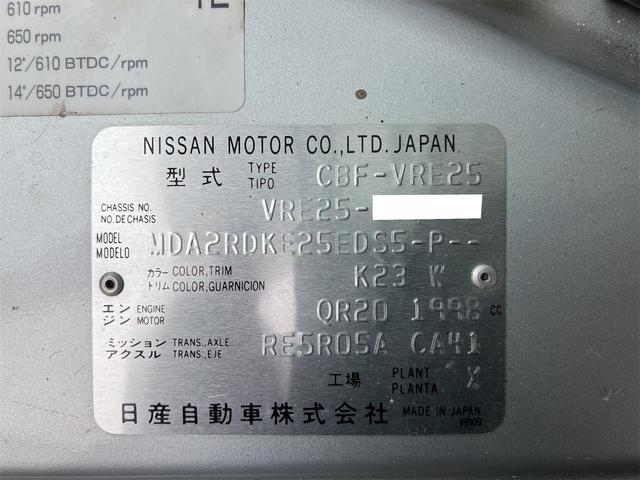 610 rpm
650 rpm
12°/610 BTDC/rpm
14°/650 BTDC/rpm
NISSAN MOTOR CO.,LTD. JAPAN.
型式 TYPE TIPO CBF-VRE25
CHASSIS NO. NO. DE CHASIS VRE25-
MODEL MODELO MDA2RDKE25EDS5-P--
カラー COLOR,TRIM トリム COLOR,GUARNICION K23 W
エンジン ENGINE MOTOR QR20 1998 CC
ミッション TRANS.,AXLE アクスル TRANS.,EJE RE5R05A CA41
工場 PLANT PLANTA X
日産自動車株式会社 MADE IN JAPAN
89909